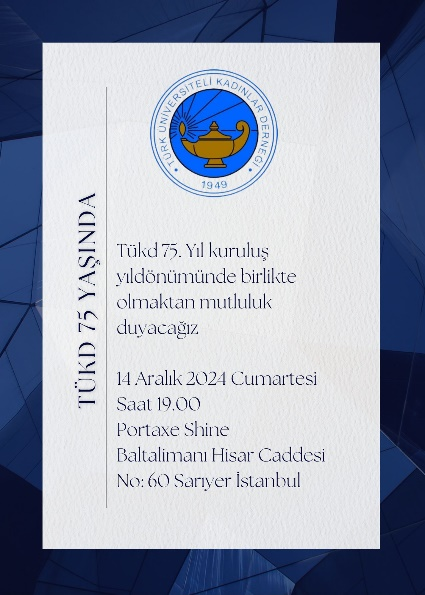 TÜRK ÜNİVERSİTELİ KADINLAR DERNEĞİ
1949
TÜKD 75 YAŞINDA
Tükd 75. Yıl kuruluş
yıldönümünde birlikte
olmaktan mutluluk
duyacağız
14 Aralık 2024 Cumartesi
Saat 19.00
Portaxe Shine
Baltalimanı Hisar Caddesi
No: 60 Sarıyer İstanbul